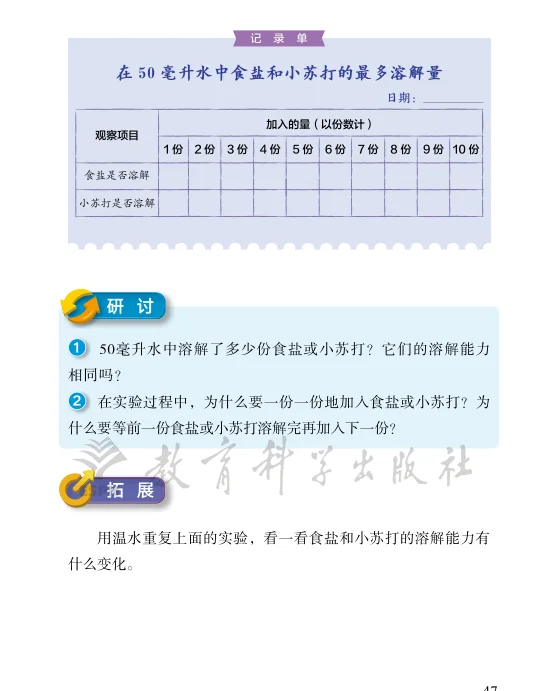 记 录 单
在 50 毫升水中食盐和小苏打的最多溶解量
日期：________
观察项目
加入的量（以份数计）
1份 2份 3份 4份 5份 6份 7份 8份 9份 10份
食盐是否溶解
小苏打是否溶解
研 讨
1 50毫升水中溶解了多少份食盐或小苏打？它们的溶解能力
相同吗？
2 在实验过程中，为什么要一份一份地加入食盐或小苏打？为
什么要等前一份食盐或小苏打溶解完再加入下一份？
教育科学出版社
拓 展
用温水重复上面的实验，看一看食盐和小苏打的溶解能力有
什么变化。
47